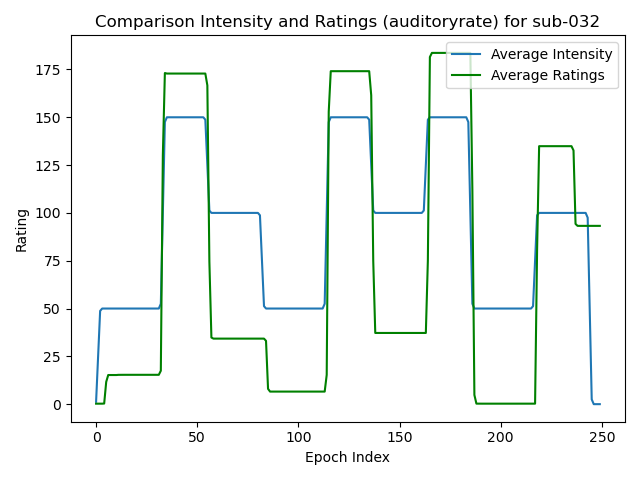 Comparison Intensity and Ratings (auditoryrate) for sub-032
Average Intensity
Average Ratings
Rating
175
150
125
100
75
50
25
0
0 50 100 150 200 250
Epoch Index